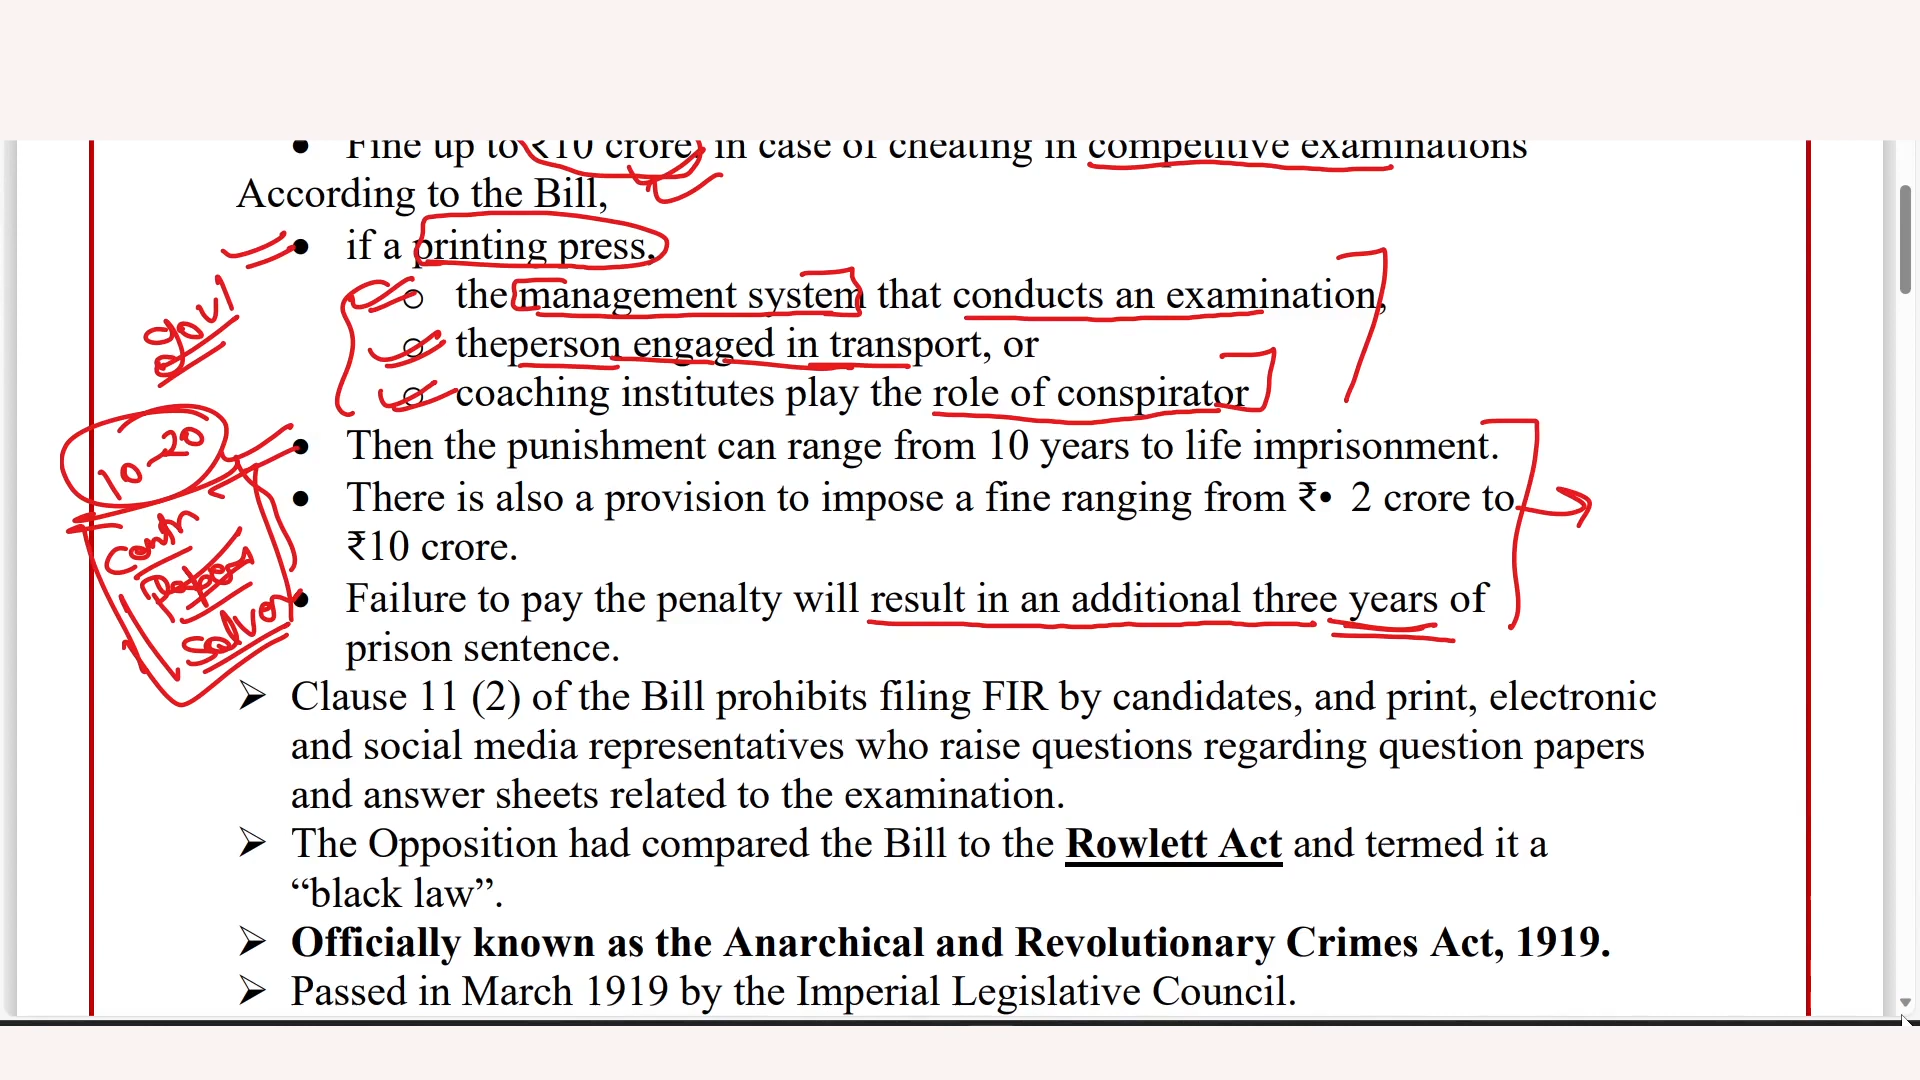 • Fine up to ₹10 crore, in case of cheating in competitive examinations
According to the Bill,
• if a printing press,
o the management system that conducts an examination,
o theperson engaged in transport, or
o coaching institutes play the role of conspirator
• Then the punishment can range from 10 years to life imprisonment.
• There is also a provision to impose a fine ranging from ₹• 2 crore to
₹10 crore.
• Failure to pay the penalty will result in an additional three years of
prison sentence.
➢ Clause 11 (2) of the Bill prohibits filing FIR by candidates, and print, electronic
and social media representatives who raise questions regarding question papers
and answer sheets related to the examination.
➢ The Opposition had compared the Bill to the Rowlett Act and termed it a
“black law”.
➢ Officially known as the Anarchical and Revolutionary Crimes Act, 1919.
➢ Passed in March 1919 by the Imperial Legislative Council.
10-20
Solver